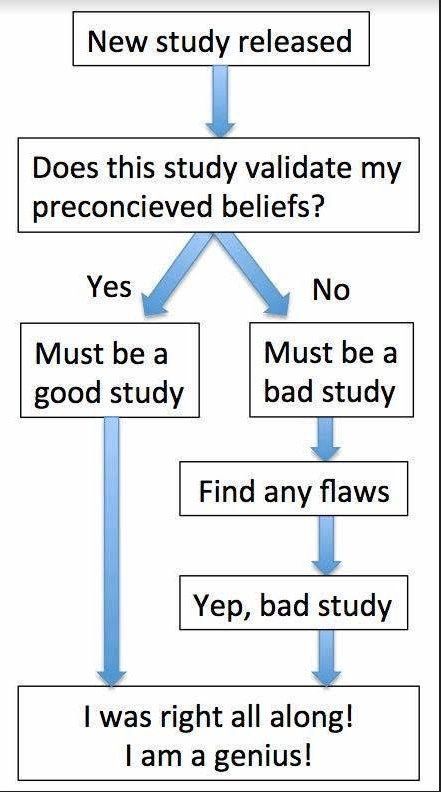 New study released
Does this study validate my
preconcieved beliefs?
Yes
No
Must be a
good study
Must be a
bad study
Find any flaws
Yep, bad study
I was right all along!
I am a genius!